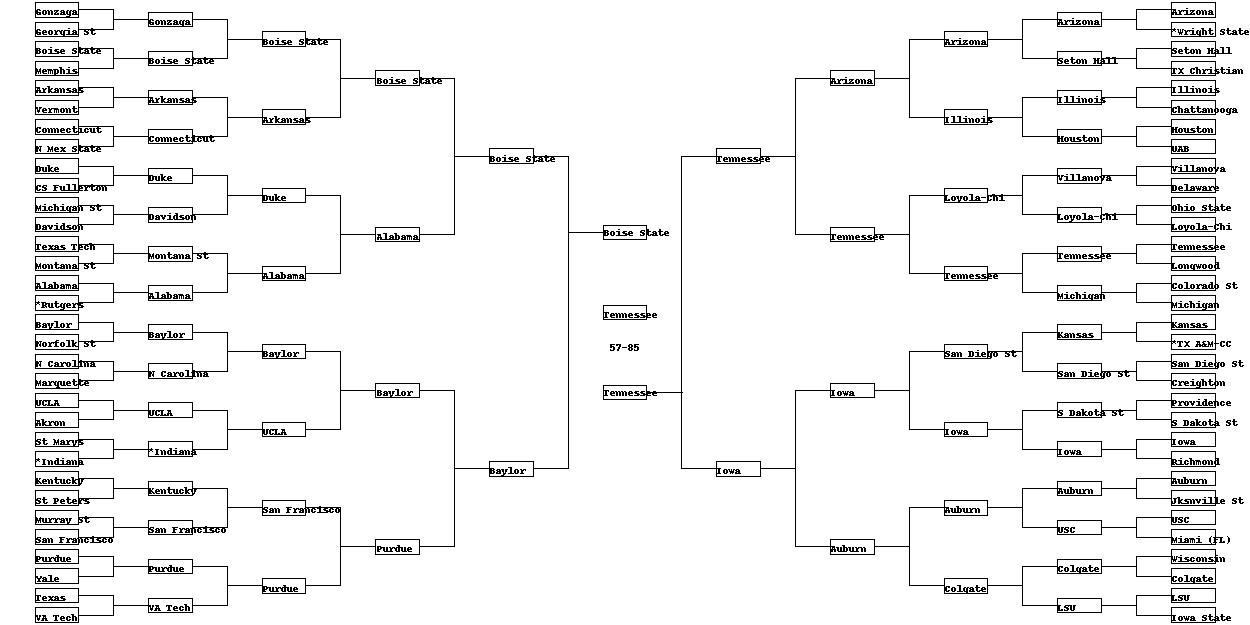 Gonzaga
Georgia St
Boise State
Memphis
Arkansas
Vermont
Connecticut
N Mex State
Duke
CS Fullerton
Michigan St
Davidson
Texas Tech
Montana St
Alabama
*Rutgers
Baylor
Norfolk St
N Carolina
Marquette
UCLA
Akron
St Marys
*Indiana
Kentucky
St Peters
Murray St
San Francisco
Purdue
Yale
Texas
VA Tech
Gonzaga
Boise State
Arkansas
Connecticut
Duke
Davidson
Montana St
Alabama
Baylor
N Carolina
UCLA
*Indiana
Kentucky
San Francisco
Purdue
VA Tech
Boise State
Arkansas
Duke
Alabama
Baylor
UCLA
San Francisco
Purdue
Boise State
Alabama
Baylor
Purdue
Boise State
Baylor
Boise State
Tennessee
57-85
Tennessee
Tennessee
Iowa
Arizona
Tennessee
Iowa
Auburn
Arizona
Illinois
Loyola-Chi
Tennessee
San Diego St
Iowa
Auburn
Colgate
Arizona
Seton Hall
Illinois
Houston
Villanova
Loyola-Chi
Tennessee
Michigan
Kansas
San Diego St
S Dakota St
Iowa
Auburn
USC
Colgate
LSU
Arizona
*Wright State
Seton Hall
TX Christian
Illinois
Chattanooga
Houston
UAB
Villanova
Delaware
Ohio State
Loyola-Chi
Tennessee
Longwood
Colorado St
Michigan
Kansas
*TX A&M-CC
San Diego St
Creighton
Providence
S Dakota St
Iowa
Richmond
Auburn
Jksnville St
USC
Miami (FL)
Wisconsin
Colgate
LSU
Iowa State